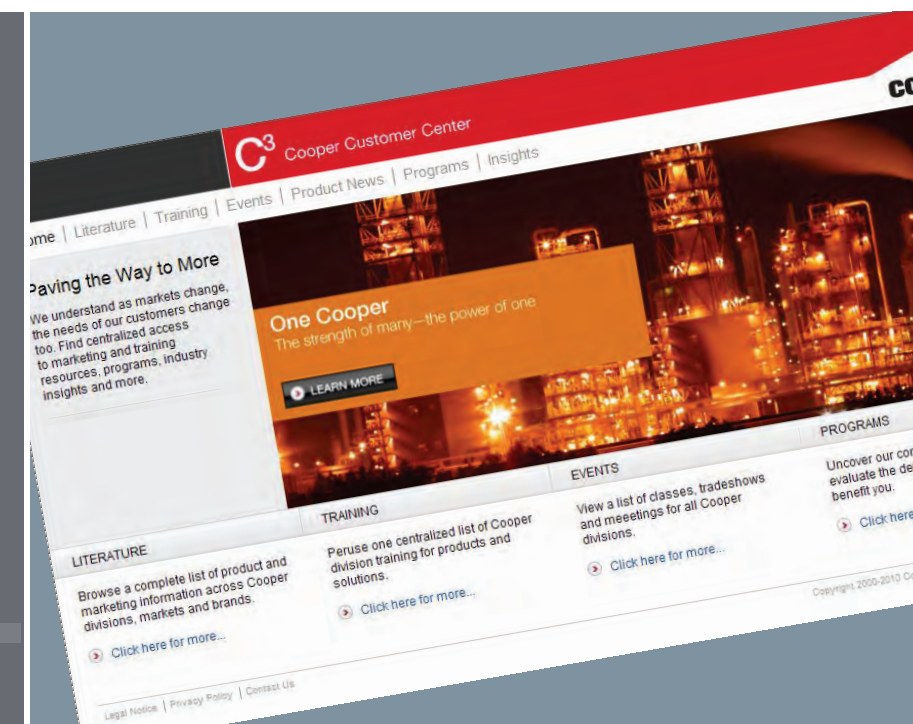 C³ Cooper Customer Center
ome | Literature | Training | Events | Product News | Programs | Insights
Paving the Way to More
We understand as markets change,
the needs of our customers change
too. Find centralized access
to marketing and training
resources, programs, industry
insights and more.
One Cooper
The strength of many—the power of one
LEARN MORE
LITERATURE
Browse a complete list of product and
marketing information across Cooper
divisions, markets and brands.
Click here for more...
TRAINING
Peruse one centralized list of Cooper
division training for products and
solutions.
Click here for more...
EVENTS
View a list of classes, tradeshows
and meeetings for all Cooper
divisions.
Click here for more...
PROGRAMS
Uncover our co
evaluate the de
benefit you.
Click here
Legal Notice | Privacy Policy | Contact Us
Copyright 2000-2010 Co